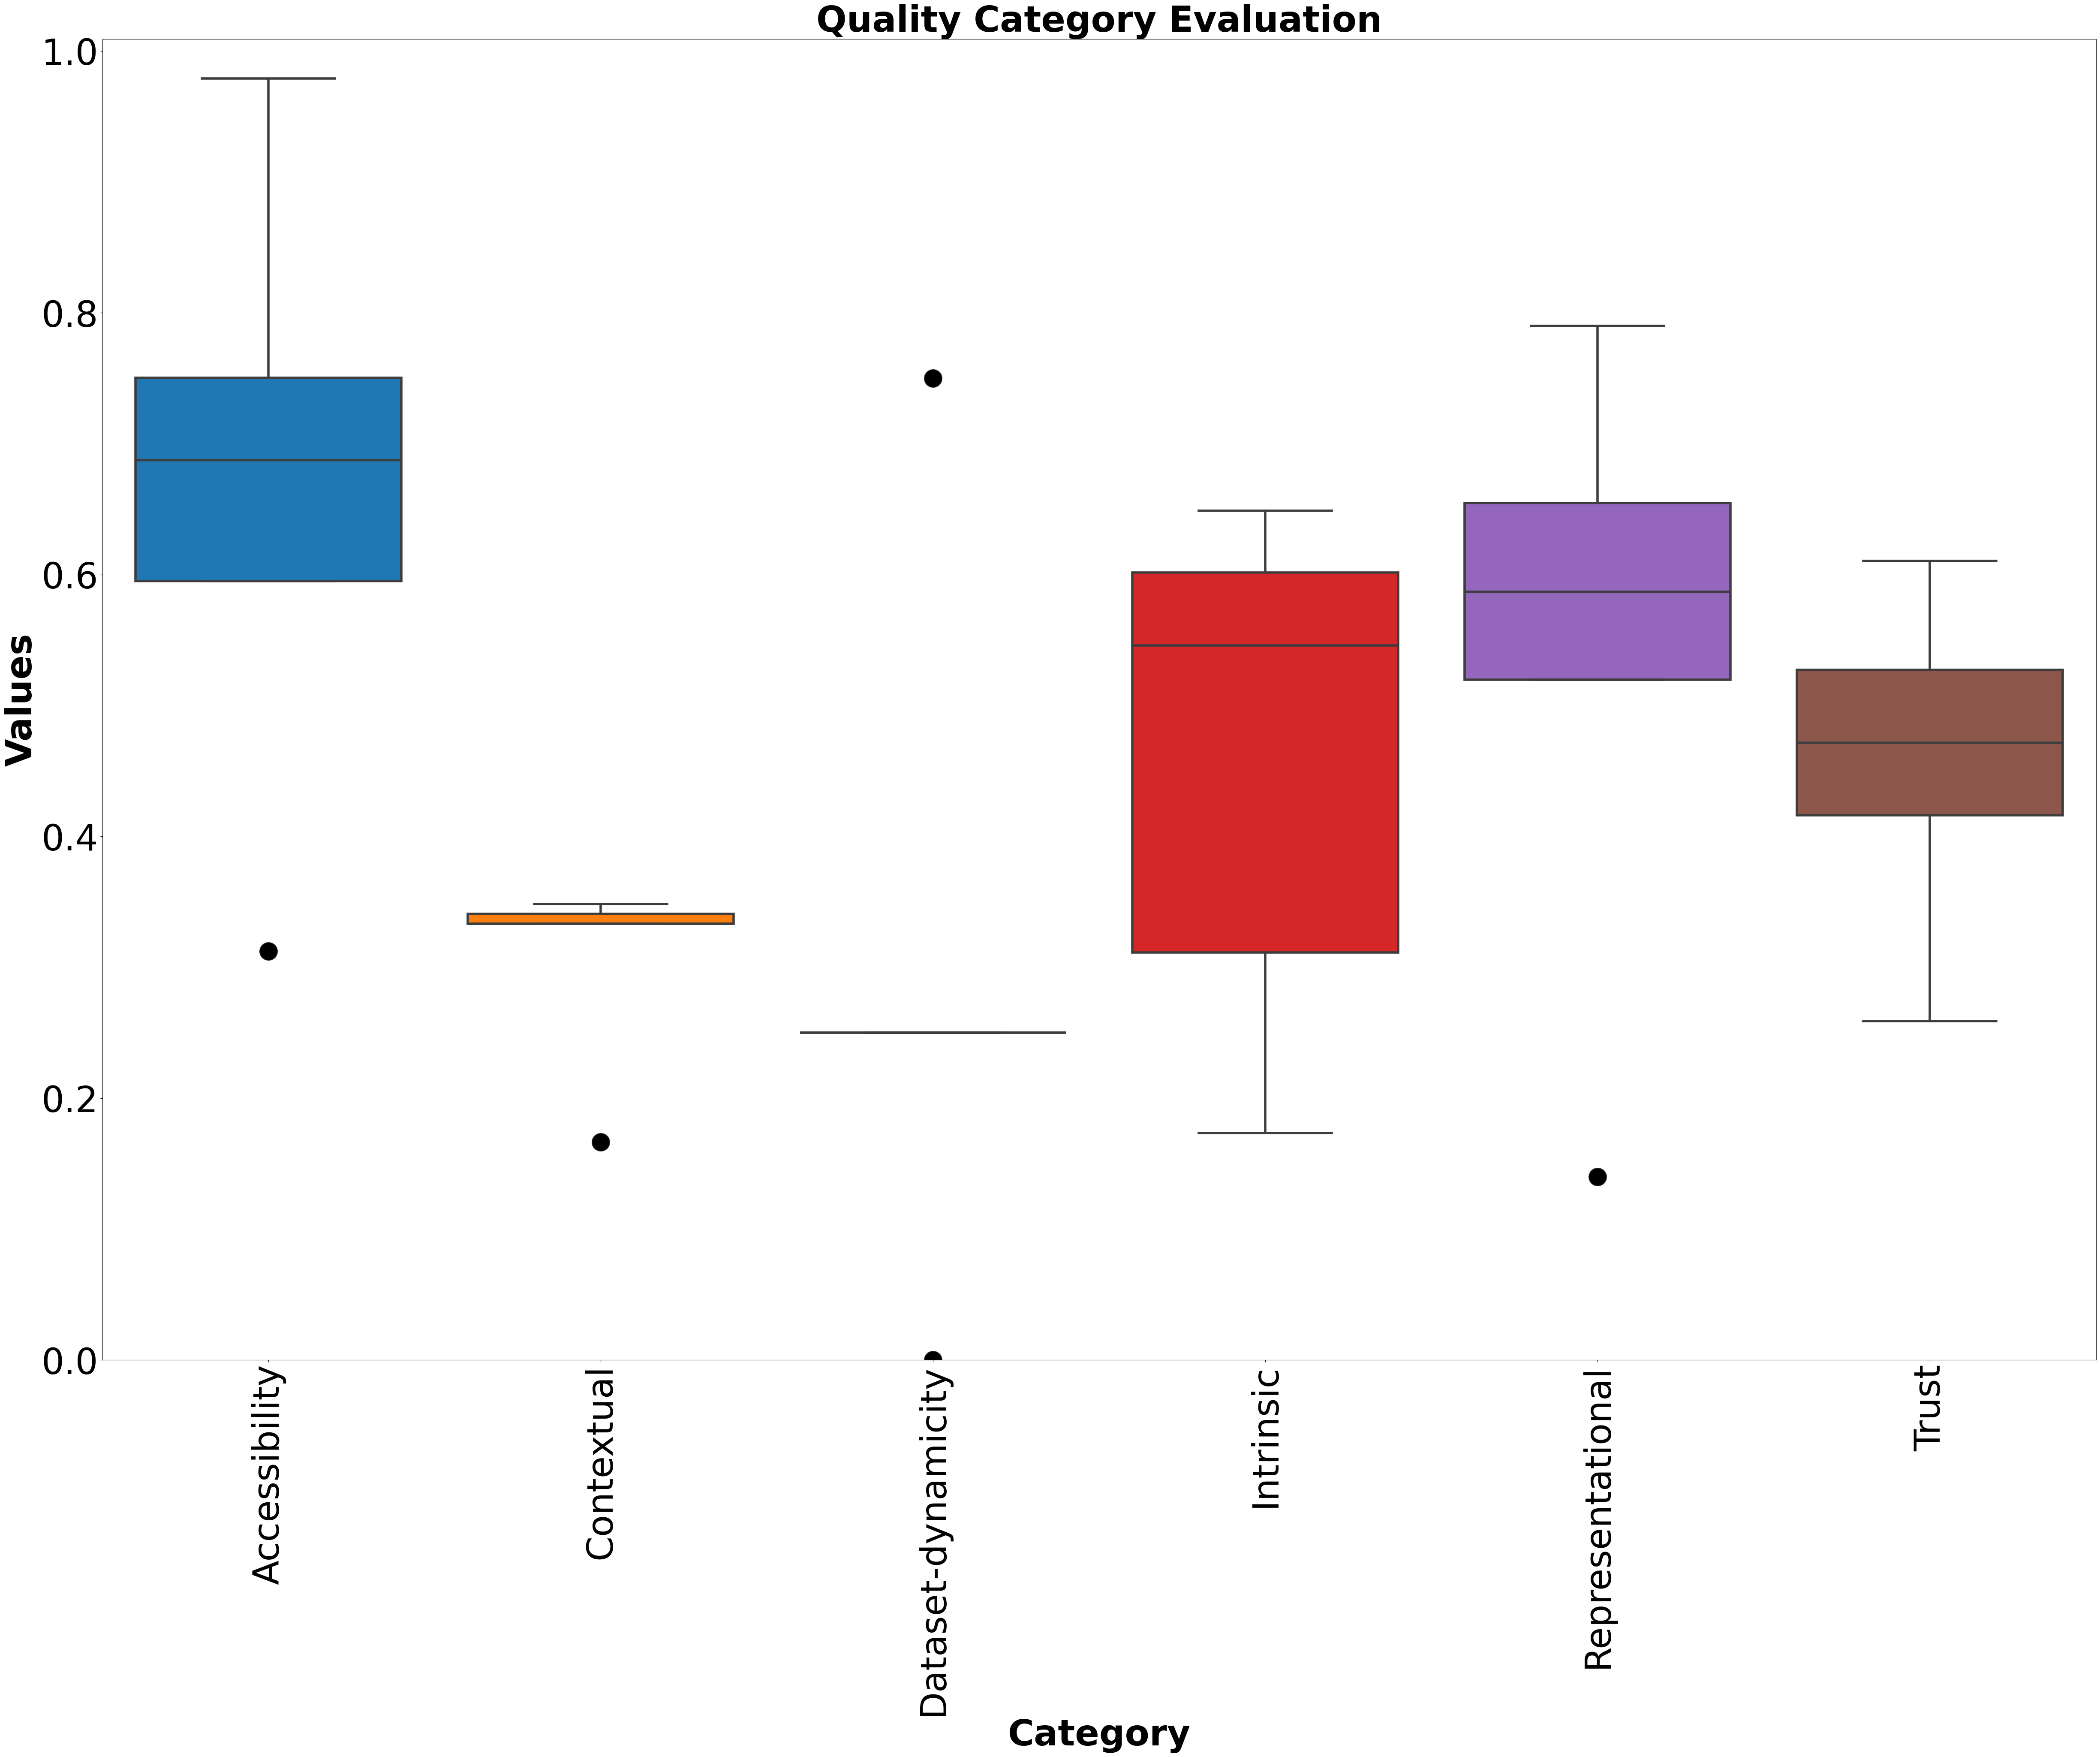 Quality Category Evaluation
1.0
0.8
0.6
0.4
0.2
0.0
Values
Accessibility
Contextual
Dataset-dynamicity
Intrinsic
Representational
Trust
Category